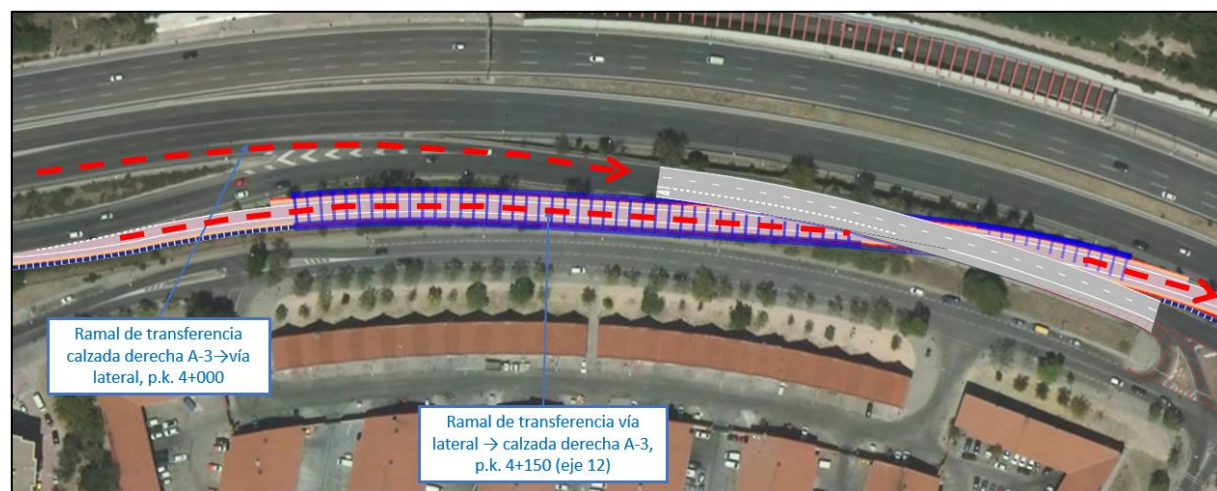 Ramal de transferencia
calzada derecha A-3→vía
lateral, p.k. 4+000
Ramal de transferencia vía
lateral → calzada derecha A-3,
p.k. 4+150 (eje 12)